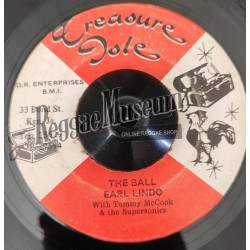 Treasure
Isle
D.R. ENTERPRISES
B.M.I.
33 Bond St.
ReggaeMuseum
ONLINE REGGAE SHOP
THE BALL
EARL LINDO
With Tommy McCook
& the Supersonics